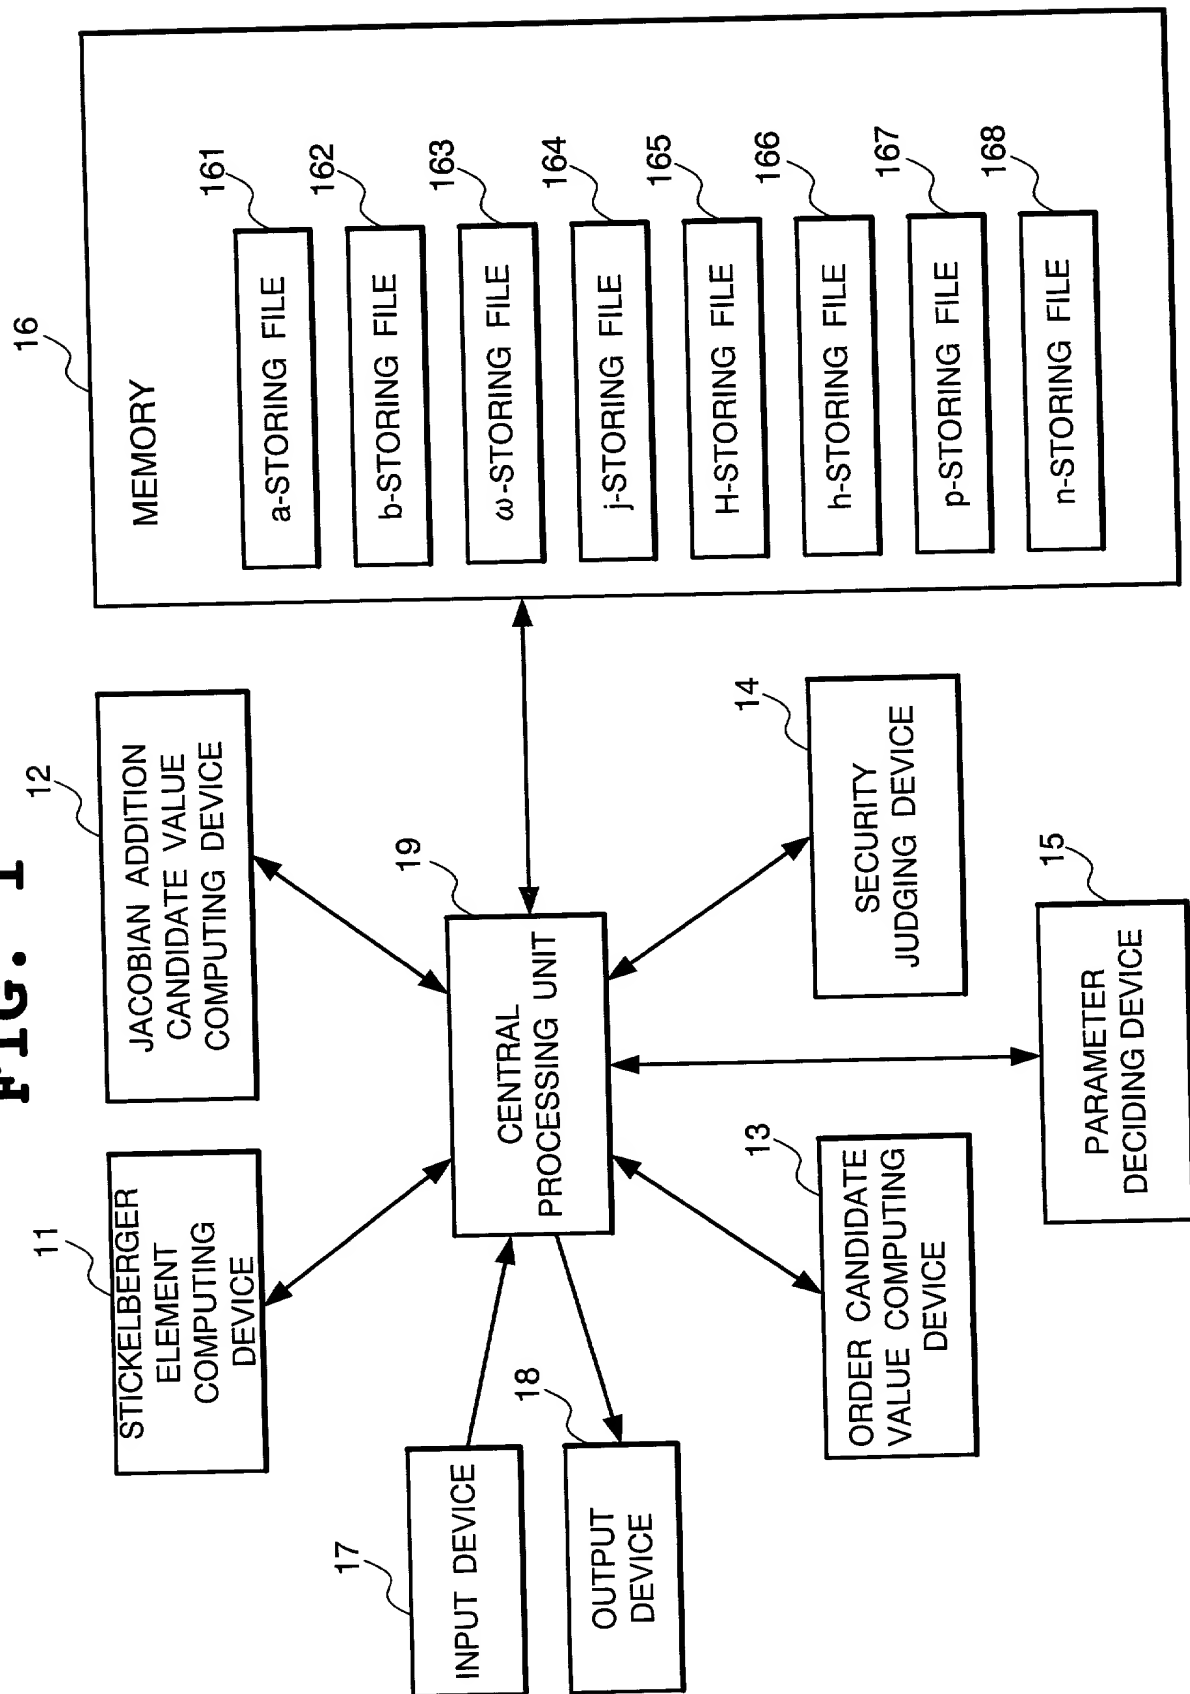 FIG. 1
11
STICKELBERGER
ELEMENT
COMPUTING
DEVICE
12
JACOBIAN ADDITION
CANDIDATE VALUE
COMPUTING DEVICE
16
MEMORY
a-STORING FILE
161
b-STORING FILE
162
ω-STORING FILE
163
j-STORING FILE
164
H-STORING FILE
165
h-STORING FILE
166
p-STORING FILE
167
n-STORING FILE
168
17
INPUT DEVICE
18
OUTPUT
DEVICE
19
CENTRAL
PROCESSING UNIT
13
ORDER CANDIDATE
VALUE COMPUTING
DEVICE
14
SECURITY
JUDGING DEVICE
15
PARAMETER
DECIDING DEVICE